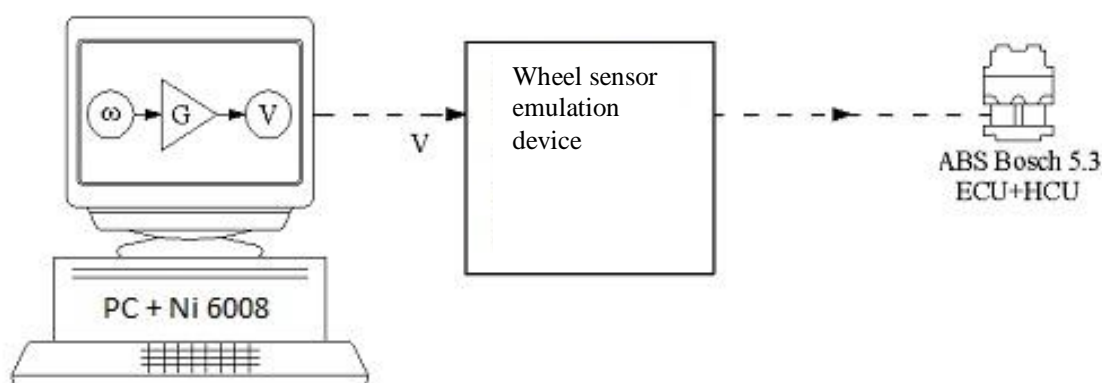 ω
G
V
V
Wheel sensor
emulation
device
ABS Bosch 5.3
ECU+HCU
PC + Ni 6008